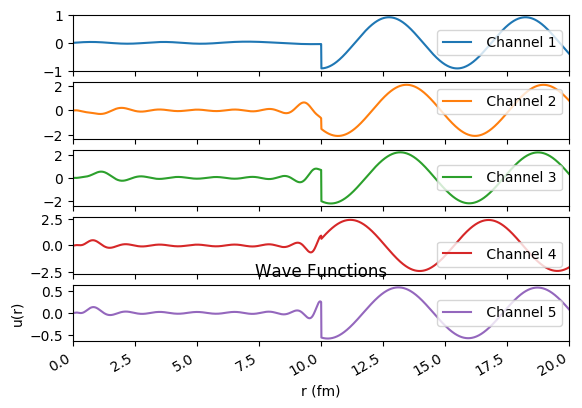 1
0
−1
Channel 1
2
0
−2
Channel 2
2
0
−2
Channel 3
2.5
0.0
−2.5
Channel 4
Wave Functions
0.5
0.0
−0.5
Channel 5
u(r)
0.0 2.5 5.0 7.5 10.0 12.5 15.0 17.5 20.0
r (fm)